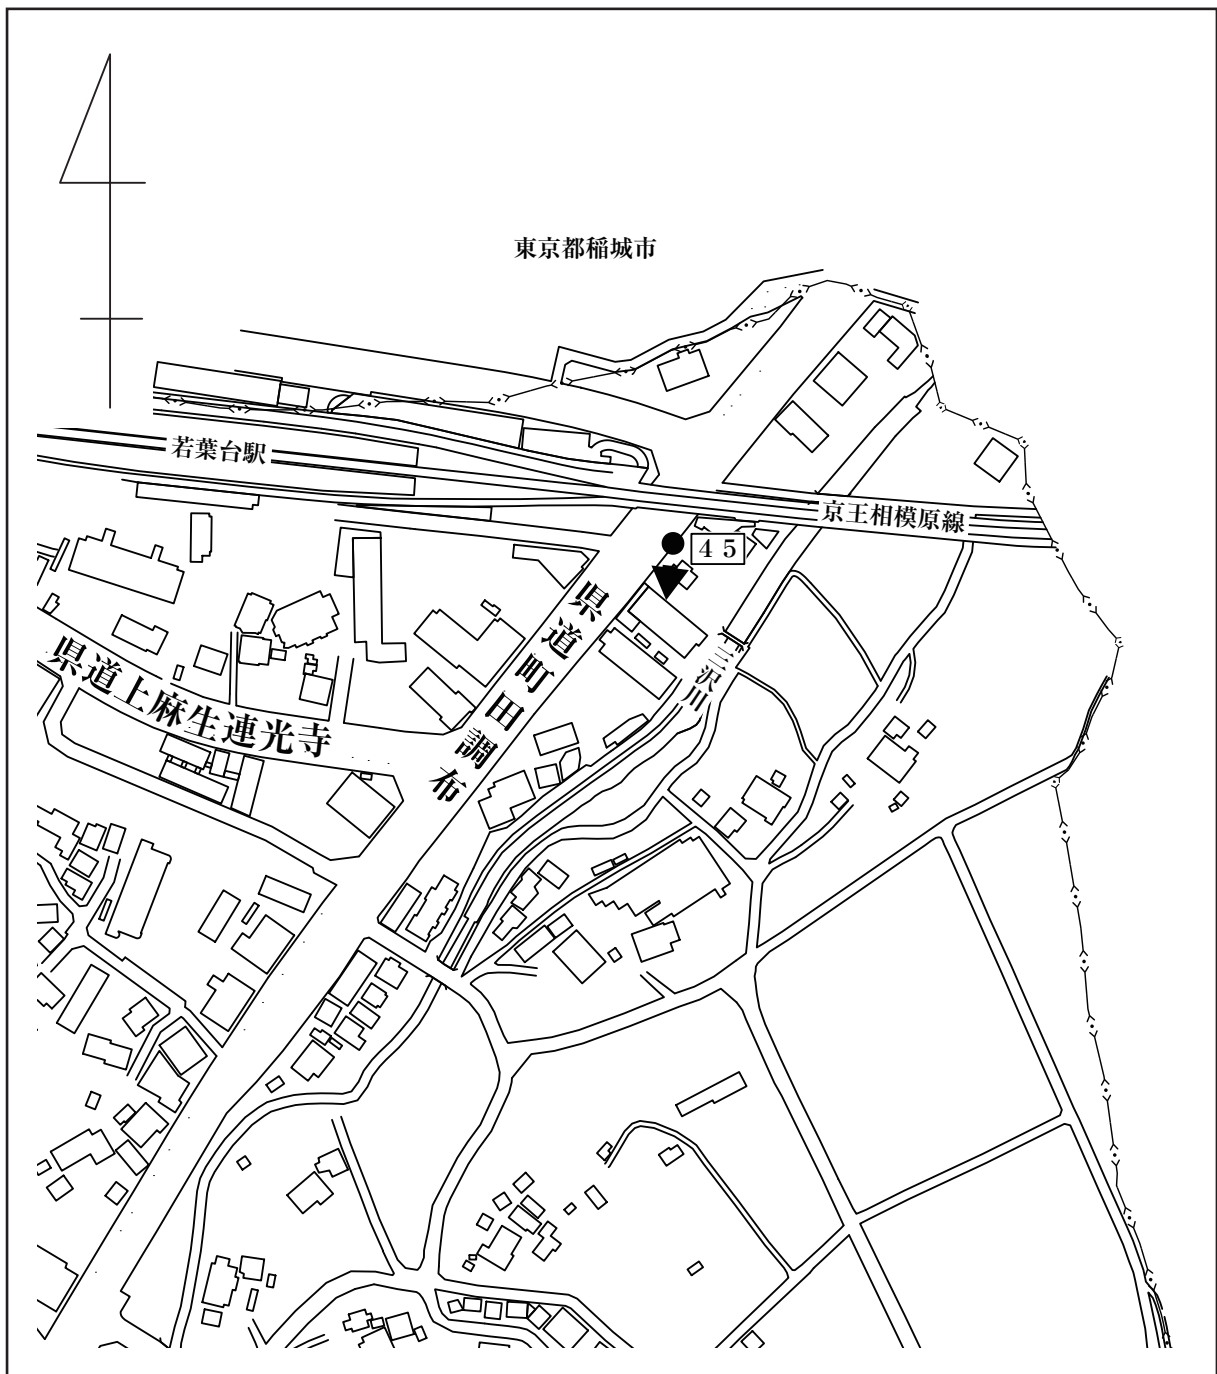 東京都稲城市
若葉台駅
京王相模原線
４５
県道町田調布
三沢川
県道上麻生連光寺